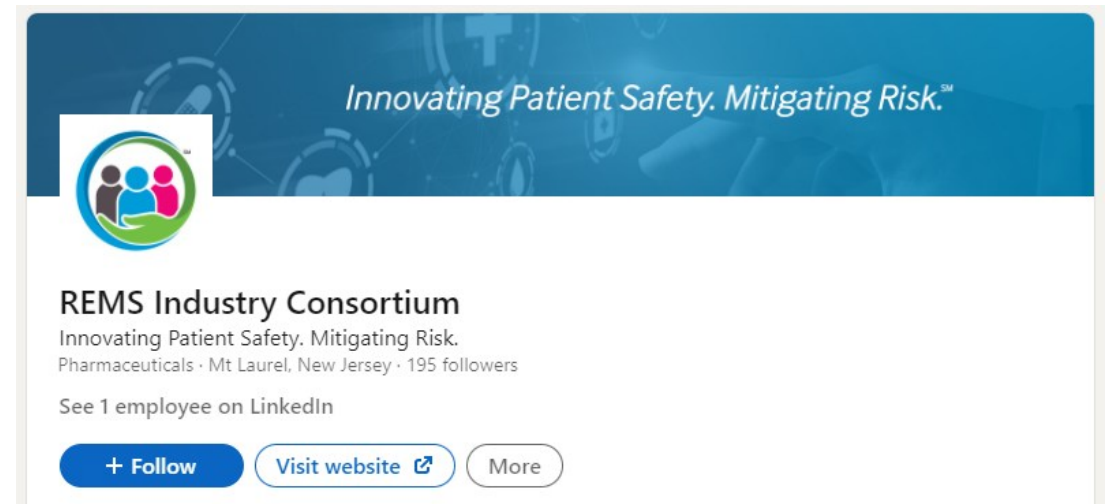 Innovating Patient Safety. Mitigating Risk.℠
SM
REMS Industry Consortium
Innovating Patient Safety. Mitigating Risk.
Pharmaceuticals · Mt Laurel, New Jersey · 195 followers
See 1 employee on LinkedIn
+ Follow Visit website More